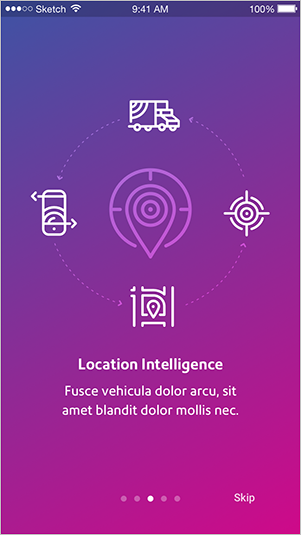 Sketch 9:41 AM 100%
Location Intelligence
Fusce vehicula dolor arcu, sit
amet blandit dolor mollis nec.
Skip